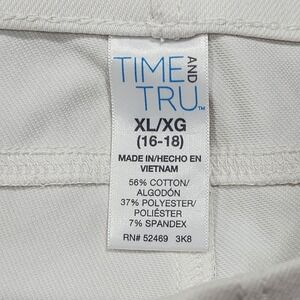 TIME AND
TRU™
XL/XG
(16-18)
MADE IN/HECHO EN
VIETNAM
56% COTTON/
ALGODÓN
37% POLYESTER/
POLIÉSTER
7% SPANDEX
RN# 52469 3K8